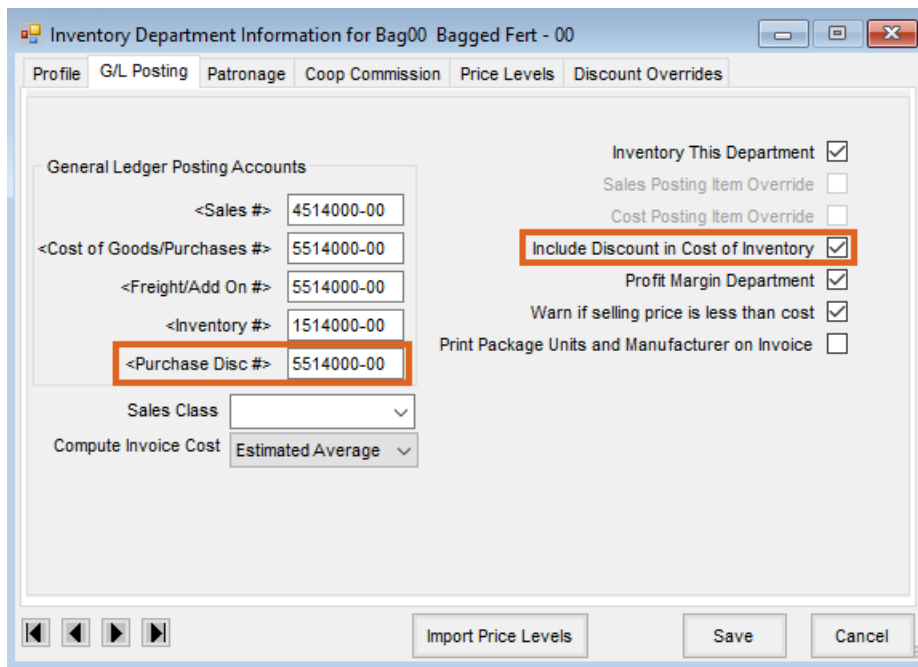 Inventory Department Information for Bag00 Bagged Fert - 00
Profile G/L Posting Patronage Coop Commission Price Levels Discount Overrides
General Ledger Posting Accounts
<Sales #> 4514000-00
<Cost of Goods/Purchases #> 5514000-00
<Freight/Add On #> 5514000-00
<Inventory #> 1514000-00
<Purchase Disc #> 5514000-00
Sales Class
Compute Invoice Cost Estimated Average
Inventory This Department
Sales Posting Item Override
Cost Posting Item Override
Include Discount in Cost of Inventory
Profit Margin Department
Warn if selling price is less than cost
Print Package Units and Manufacturer on Invoice
Import Price Levels Save Cancel